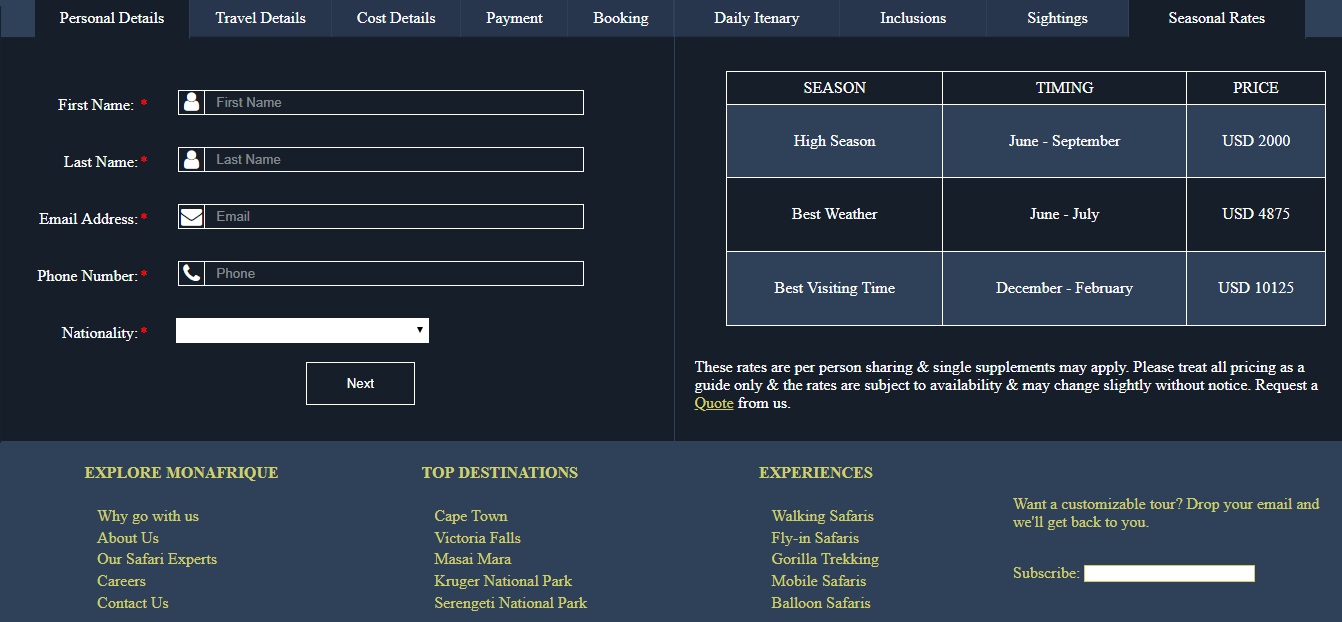 Personal Details Travel Details Cost Details Payment Booking Daily Itenary Inclusions Sightings Seasonal Rates
First Name: * First Name
Last Name: * Last Name
Email Address: * Email
Phone Number: * Phone
Nationality: *
Next
SEASON TIMING PRICE
High Season June - September USD 2000
Best Weather June - July USD 4875
Best Visiting Time December - February USD 10125
These rates are per person sharing & single supplements may apply. Please treat all pricing as a
guide only & the rates are subject to availability & may change slightly without notice. Request a
Quote from us.
EXPLORE MONAFRIQUE
Why go with us
About Us
Our Safari Experts
Careers
Contact Us
TOP DESTINATIONS
Cape Town
Victoria Falls
Masai Mara
Kruger National Park
Serengeti National Park
EXPERIENCES
Walking Safaris
Fly-in Safaris
Gorilla Trekking
Mobile Safaris
Balloon Safaris
Want a customizable tour? Drop your email and
we'll get back to you.
Subscribe: